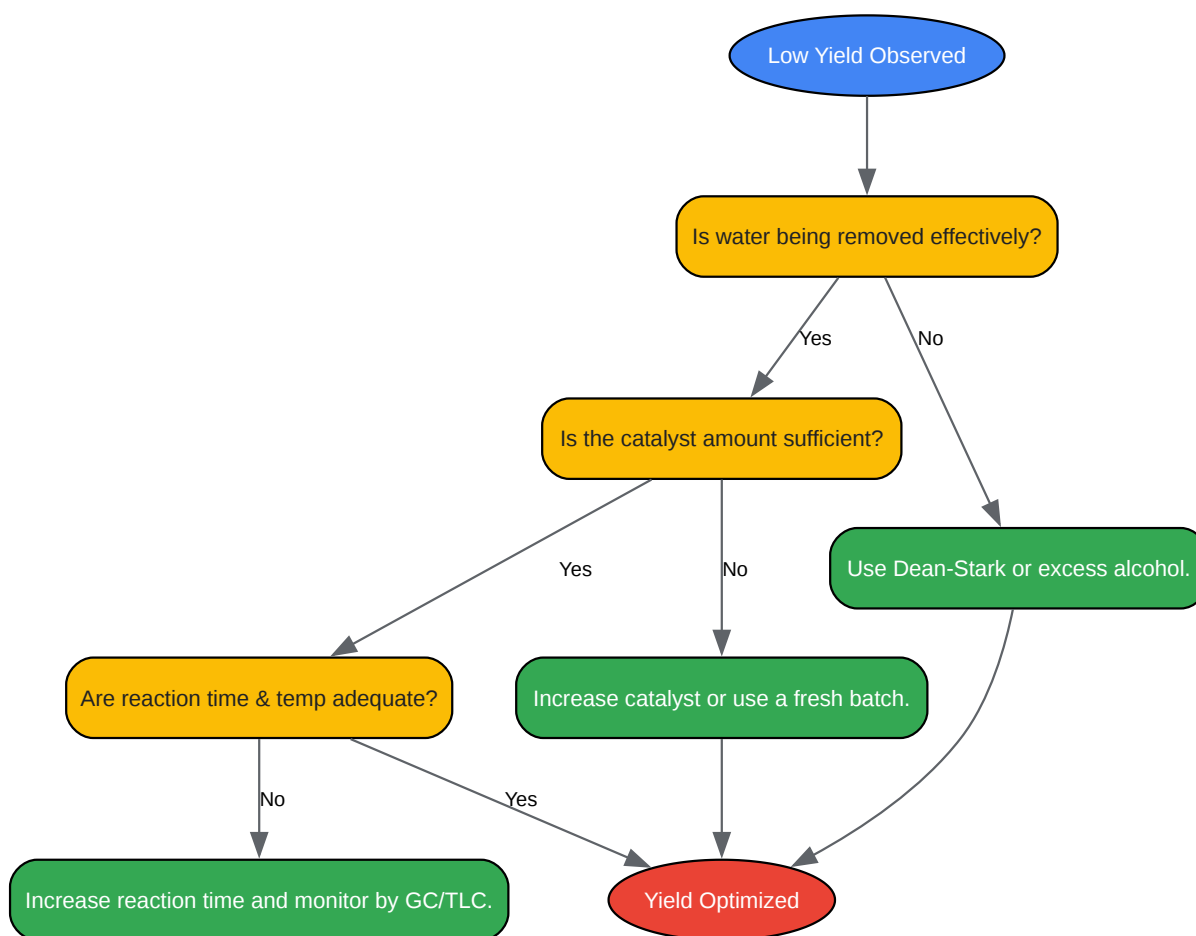 Low Yield Observed
Is water being removed effectively?
Yes
No
Is the catalyst amount sufficient?
Use Dean-Stark or excess alcohol.
Yes
No
Are reaction time & temp adequate?
Increase catalyst or use a fresh batch.
No
Yes
Increase reaction time and monitor by GC/TLC.
Yield Optimized